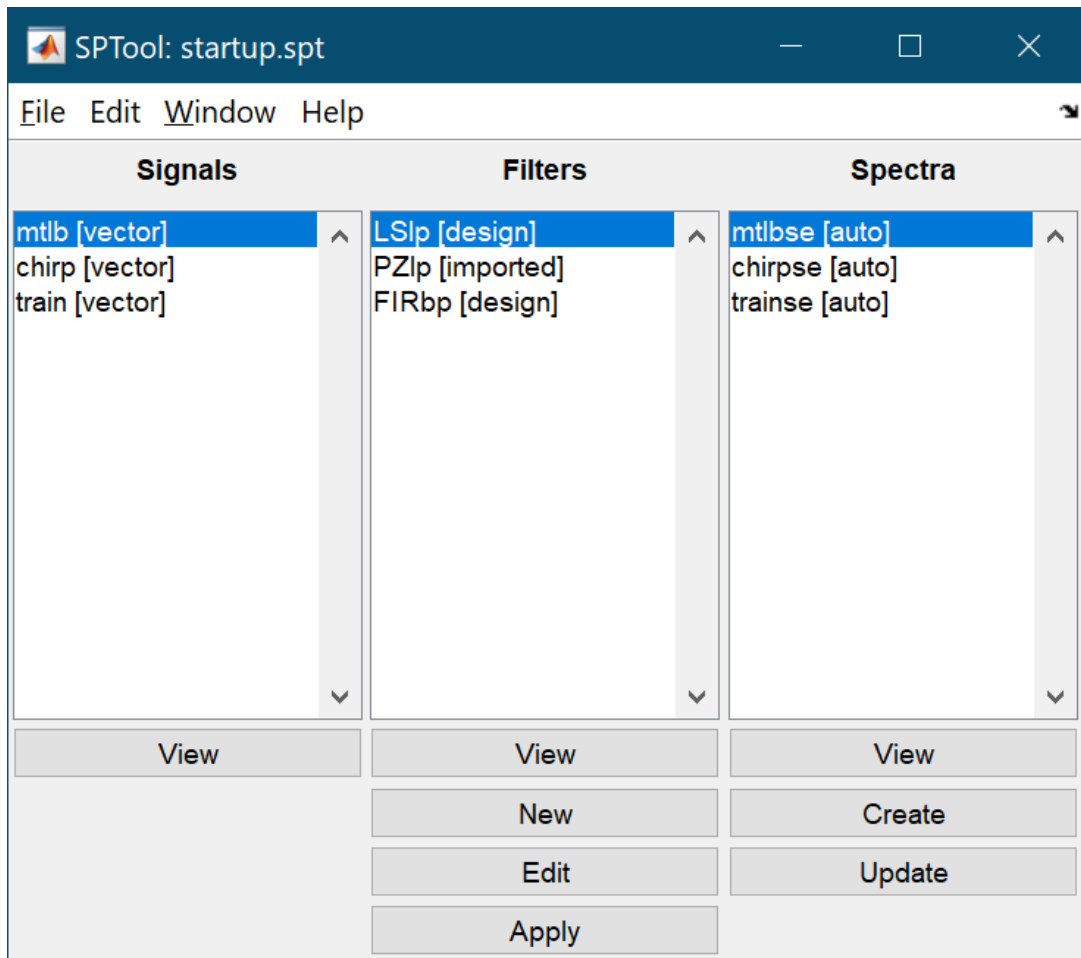 SPTool: startup.spt
File Edit Window Help
Signals Filters Spectra
mtlb [vector] LSlp [design] mtlbse [auto]
chirp [vector] PZlp [imported] chirpse [auto]
train [vector] FIRbp [design] trainse [auto]
View View View
New Create
Edit Update
Apply